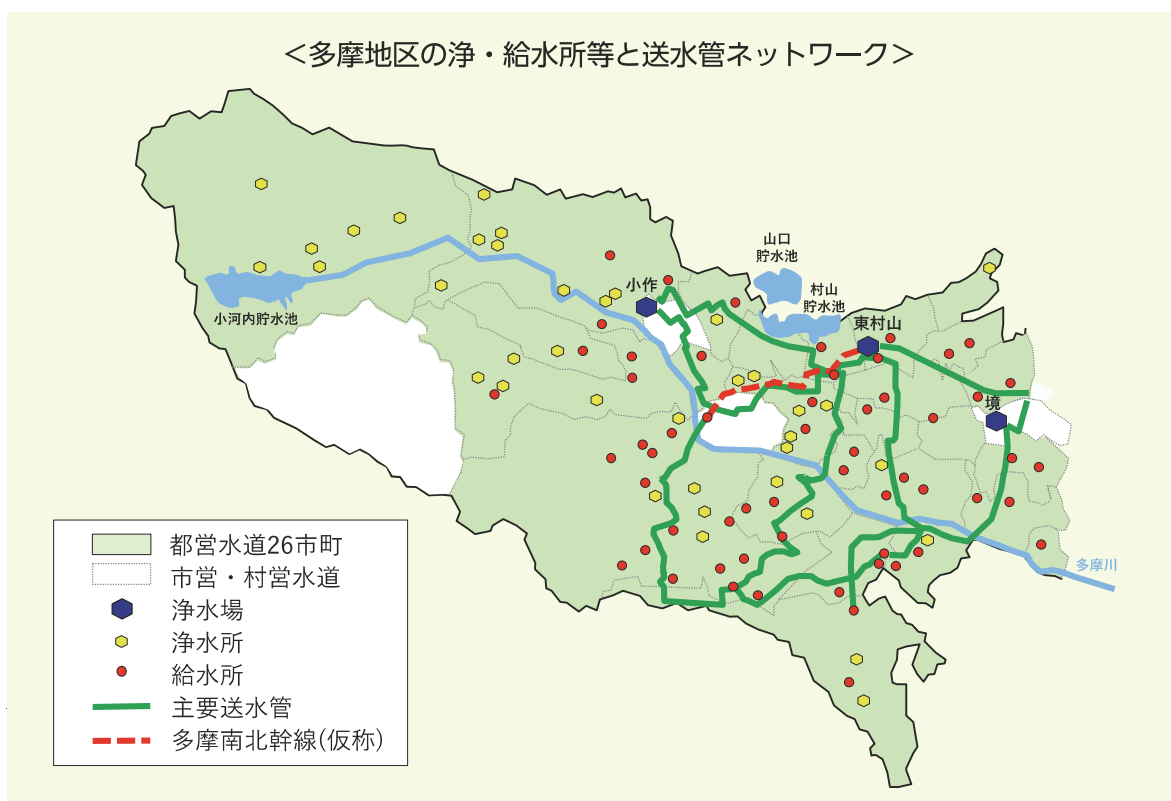 ＜多摩地区の浄・給水所等と送水管ネットワーク＞
山口
貯水池
小作
村山
貯水池
小河内貯水池
東村山
境
多摩川
都営水道26市町
市営・村営水道
浄水場
浄水所
給水所
主要送水管
多摩南北幹線(仮称)